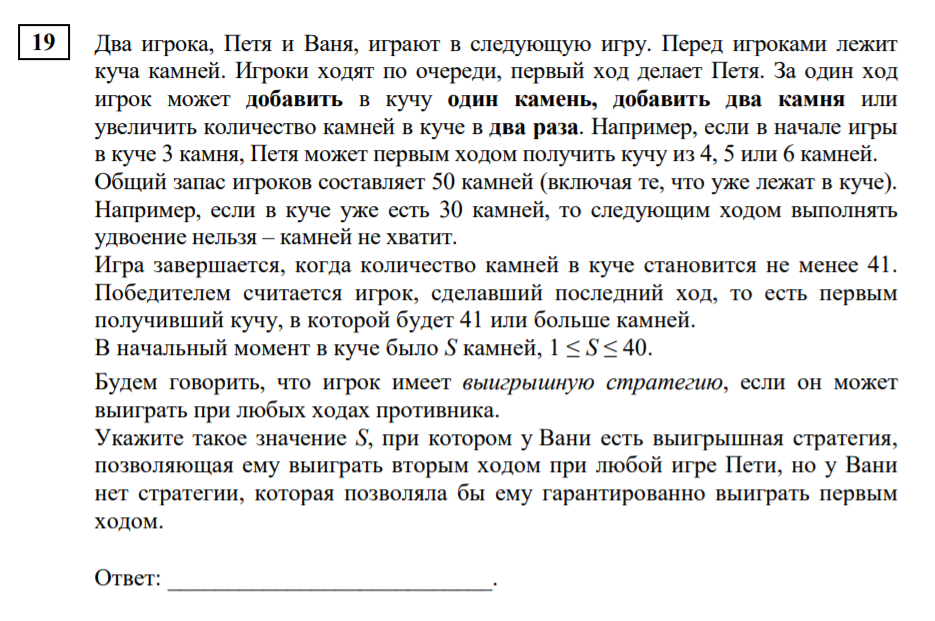 19
Два игрока, Петя и Ваня, играют в следующую игру. Перед игроками лежит
куча камней. Игроки ходят по очереди, первый ход делает Петя. За один ход
игрок может добавить в кучу один камень, добавить два камня или
увеличить количество камней в куче в два раза. Например, если в начале игры
в куче 3 камня, Петя может первым ходом получить кучу из 4, 5 или 6 камней.
Общий запас игроков составляет 50 камней (включая те, что уже лежат в куче).
Например, если в куче уже есть 30 камней, то следующим ходом выполнять
удвоение нельзя – камней не хватит.
Игра завершается, когда количество камней в куче становится не менее 41.
Победителем считается игрок, сделавший последний ход, то есть первым
получивший кучу, в которой будет 41 или больше камней.
В начальный момент в куче было S камней, 1 ≤ S ≤ 40.
Будем говорить, что игрок имеет выигрышную стратегию, если он может
выиграть при любых ходах противника.
Укажите такое значение S, при котором у Вани есть выигрышная стратегия,
позволяющая ему выиграть вторым ходом при любой игре Пети, но у Вани
нет стратегии, которая позволяла бы ему гарантированно выиграть первым
ходом.
Ответ: ___________________________.